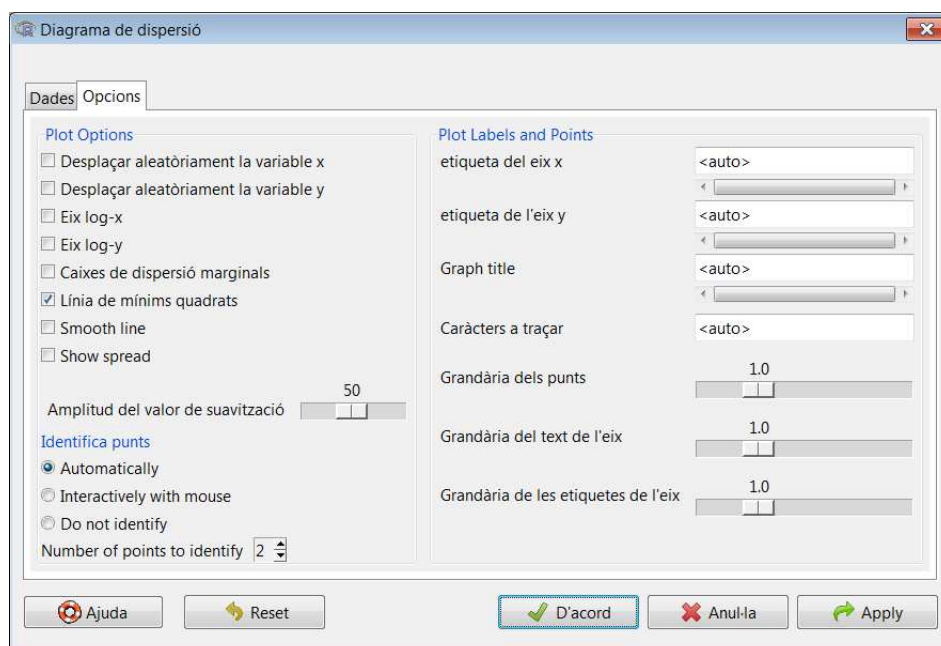 Diagrama de dispersió
Dades
Opcions
Plot Options
Desplaçar aleatòriament la variable x
Desplaçar aleatòriament la variable y
Eix log-x
Eix log-y
Caixes de dispersió marginals
Línia de mínims quadrats
Smooth line
Show spread
50
Amplitud del valor de suavització
Identifica punts
Automatically
Interactively with mouse
Do not identify
Number of points to identify 2
Plot Labels and Points
etiqueta del eix x <auto>
etiqueta de l'eix y <auto>
Graph title <auto>
Caràcters a traçar <auto>
1.0
Grandària dels punts
1.0
Grandària del text de l'eix
1.0
Grandària de les etiquetes de l'eix
Ajuda
Reset
D'acord
Anul·la
Apply